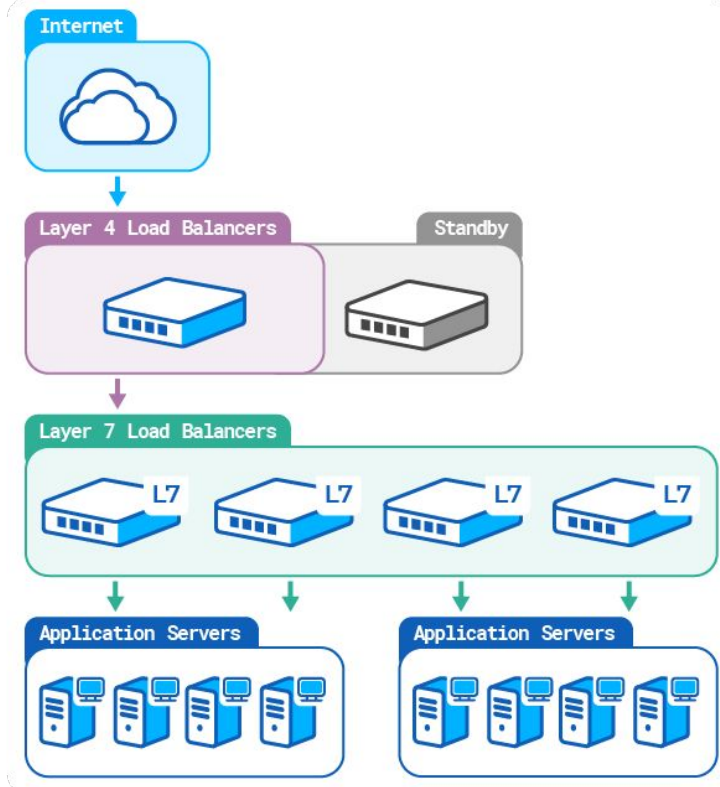 Internet
Layer 4 Load Balancers
Standby
Layer 7 Load Balancers
L7
L7
L7
L7
Application Servers
Application Servers